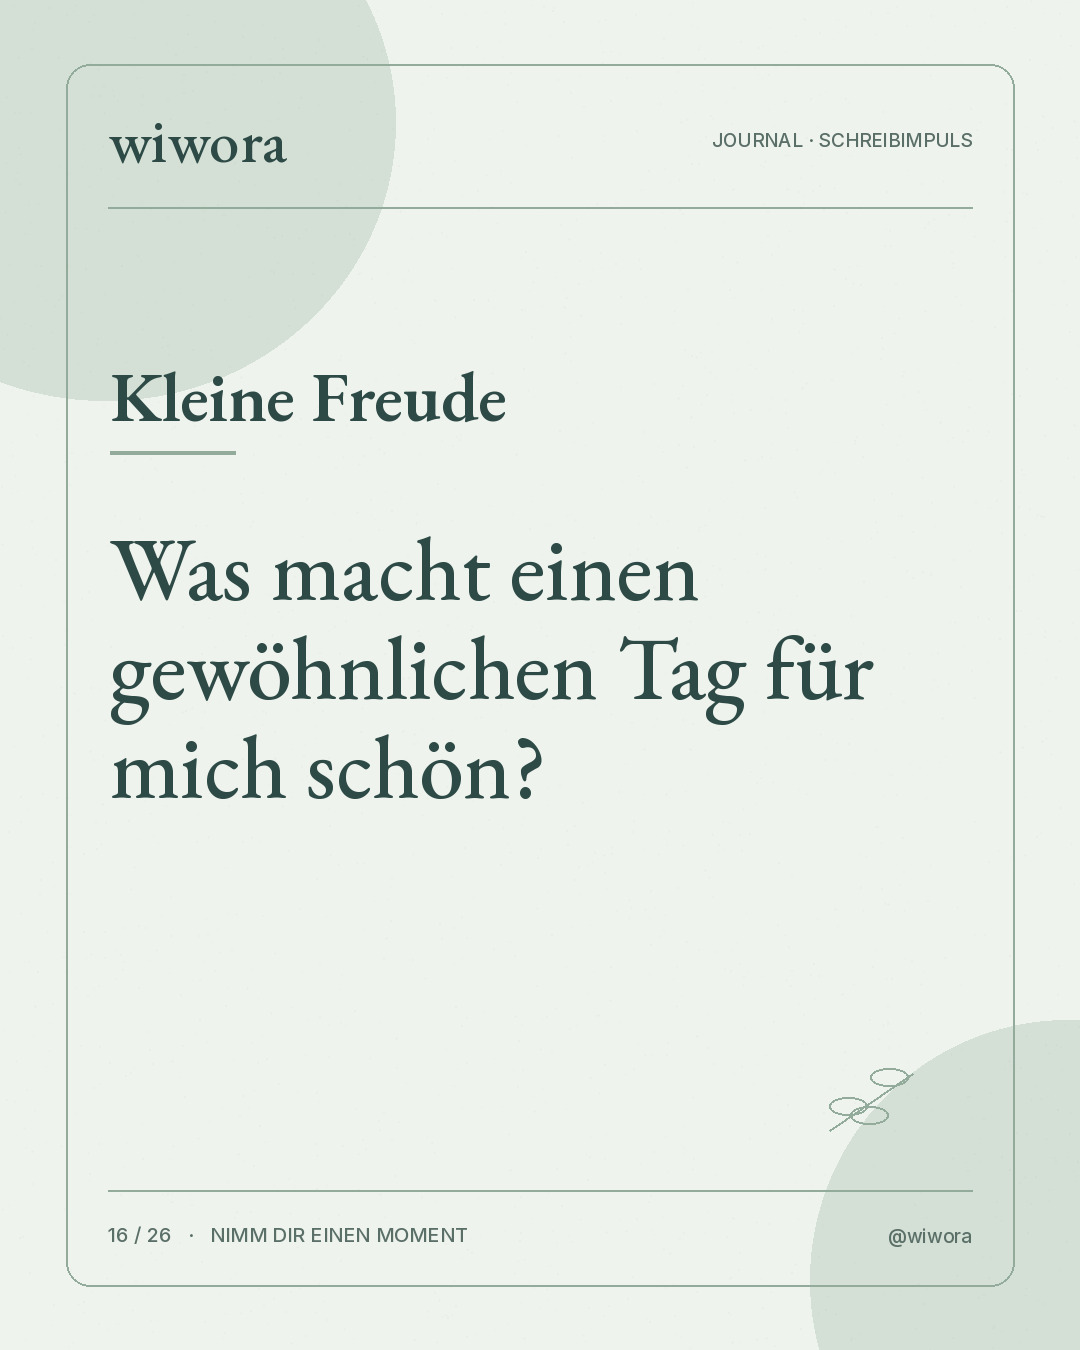 wiwora
JOURNAL · SCHREIBIMPULS
Kleine Freude
Was macht einen
gewöhnlichen Tag für
mich schön?
16 / 26 · NIMM DIR EINEN MOMENT
@wiwora